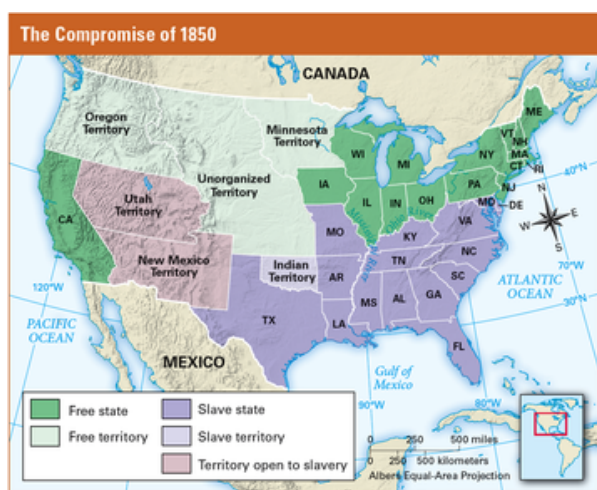 The Compromise of 1850
CANADA
Oregon
Territory
Minnesota
Territory
Unorganized
Territory
Utah
Territory
New Mexico
Territory
Indian
Territory
CA
TX
IA
WI
MI
IL
IN
OH
PA
NY
VT
NH
ME
MA
CT
RI
NJ
DE
MD
VA
KY
MO
AR
TN
NC
SC
MS
AL
GA
LA
FL
Ohio River
Mississippi River
MEXICO
PACIFIC
OCEAN
ATLANTIC
OCEAN
Gulf of
Mexico
120°W
90°W
80°W
70°W
40°N
30°N
N
E
S
W
Free state
Free territory
Slave state
Slave territory
Territory open to slavery
0 250 500 miles
0 250 500 kilometers
Albers Equal-Area Projection